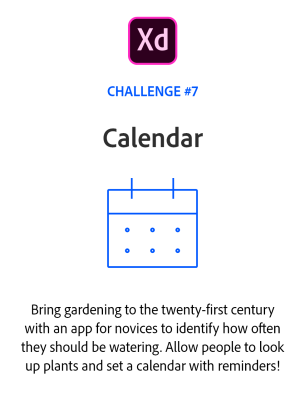 Xd
CHALLENGE #7
Calendar
Bring gardening to the twenty-first century
with an app for novices to identify how often
they should be watering. Allow people to look
up plants and set a calendar with reminders!